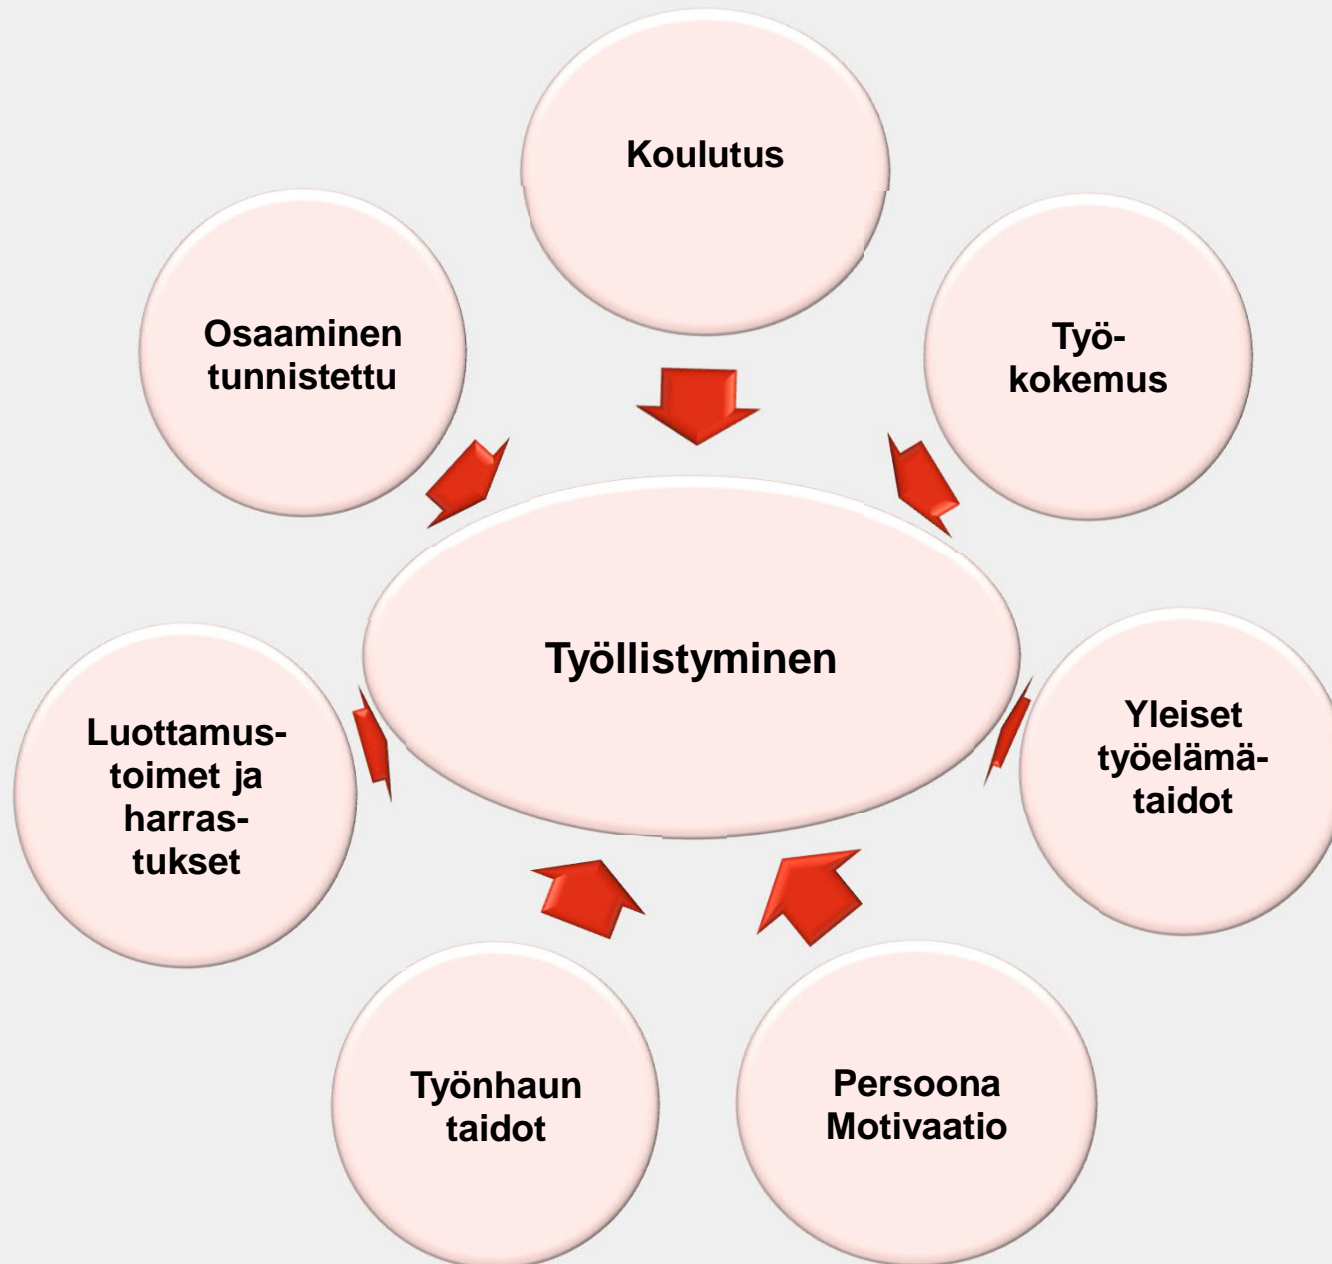 Koulutus
Osaaminen
tunnistettu
Työ-
kokemus
Työllistyminen
Luottamus-
toimet ja
harras-
tukset
Yleiset
työelämä-
taidot
Työnhaun
taidot
Persoona
Motivaatio